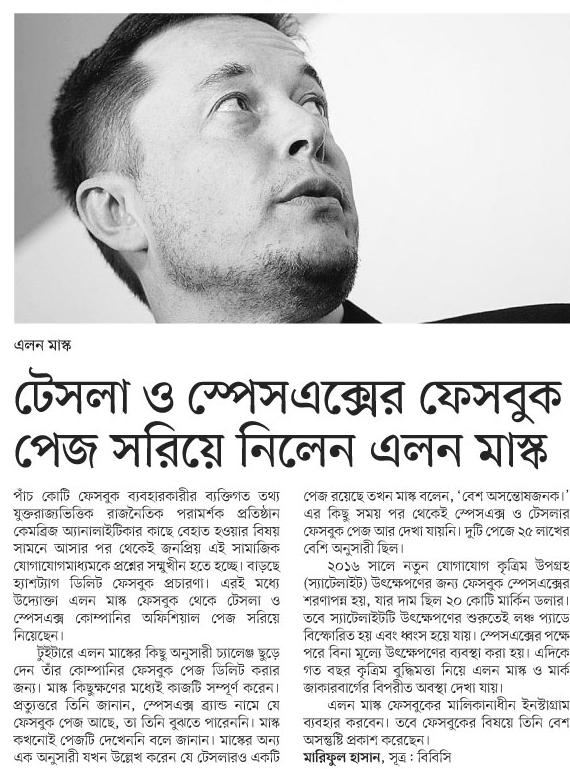 এলন মাস্ক
টেসলা ও স্পেসএক্সের ফেসবুক
পেজ সরিয়ে নিলেন এলন মাস্ক
পাঁচ কোটি ফেসবুক ব্যবহারকারীর ব্যক্তিগত তথ্য
যুক্তরাজ্যভিত্তিক রাজনৈতিক পরামর্শক প্রতিষ্ঠান
কেমব্রিজ অ্যানালাইটিকার কাছে বেহাত হওয়ার বিষয়
সামনে আসার পর থেকেই জনপ্রিয় এই সামাজিক
যোগাযোগমাধ্যমকে প্রশ্নের সম্মুখীন হতে হচ্ছে। বাড়ছে
হ্যাশট্যাগ ডিলিট ফেসবুক প্রচারণা। এরই মধ্যে
উদ্যোক্তা এলন মাস্ক ফেসবুক থেকে টেসলা ও
স্পেসএক্স কোম্পানির অফিশিয়াল পেজ সরিয়ে
নিয়েছেন।
টুইটারে এলন মাস্কের কিছু অনুসারী চ্যালেঞ্জ ছুড়ে
দেন তাঁর কোম্পানির ফেসবুক পেজ ডিলিট করার
জন্য। মাস্ক কিছুক্ষণের মধ্যেই কাজটি সম্পূর্ণ করেন।
প্রত্যুত্তরে তিনি জানান, স্পেসএক্স ব্র্যান্ড নামে যে
ফেসবুক পেজ আছে, তা তিনি বুঝতে পারেননি। মাস্ক
কখনোই পেজটি দেখেননি বলে জানান। মাস্কের অন্য
এক অনুসারী যখন উল্লেখ করেন যে টেসলারও একটি
পেজ রয়েছে তখন মাস্ক বলেন, ‘বেশ অসন্তোষজনক।’
এর কিছু সময় পর থেকেই স্পেসএক্স ও টেসলার
ফেসবুক পেজ আর দেখা যায়নি। দুটি পেজে ২৫ লাখের
বেশি অনুসারী ছিল।
২০১৬ সালে নতুন যোগাযোগ কৃত্রিম উপগ্রহ
(স্যাটেলাইট) উৎক্ষেপণের জন্য ফেসবুক স্পেসএক্সের
শরণাপন্ন হয়, যার দাম ছিল ২০ কোটি মার্কিন ডলার।
তবে স্যাটেলাইটটি উৎক্ষেপণের শুরুতেই লঞ্চ প্যাডে
বিস্ফোরিত হয় এবং ধ্বংস হয়ে যায়। স্পেসএক্সের পক্ষে
পরে বিনা মূল্যে উৎক্ষেপণের ব্যবস্থা করা হয়। এদিকে
গত বছর কৃত্রিম বুদ্ধিমত্তা নিয়ে এলন মাস্ক ও মার্ক
জাকারবার্গের বিপরীত অবস্থা দেখা যায়।
এলন মাস্ক ফেসবুকের মালিকানাধীন ইনস্টাগ্রাম
ব্যবহার করবেন। তবে ফেসবুকের বিষয়ে তিনি বেশ
অসন্তুষ্টি প্রকাশ করেছেন।
মারিফুল হাসান, সূত্র : বিবিসি